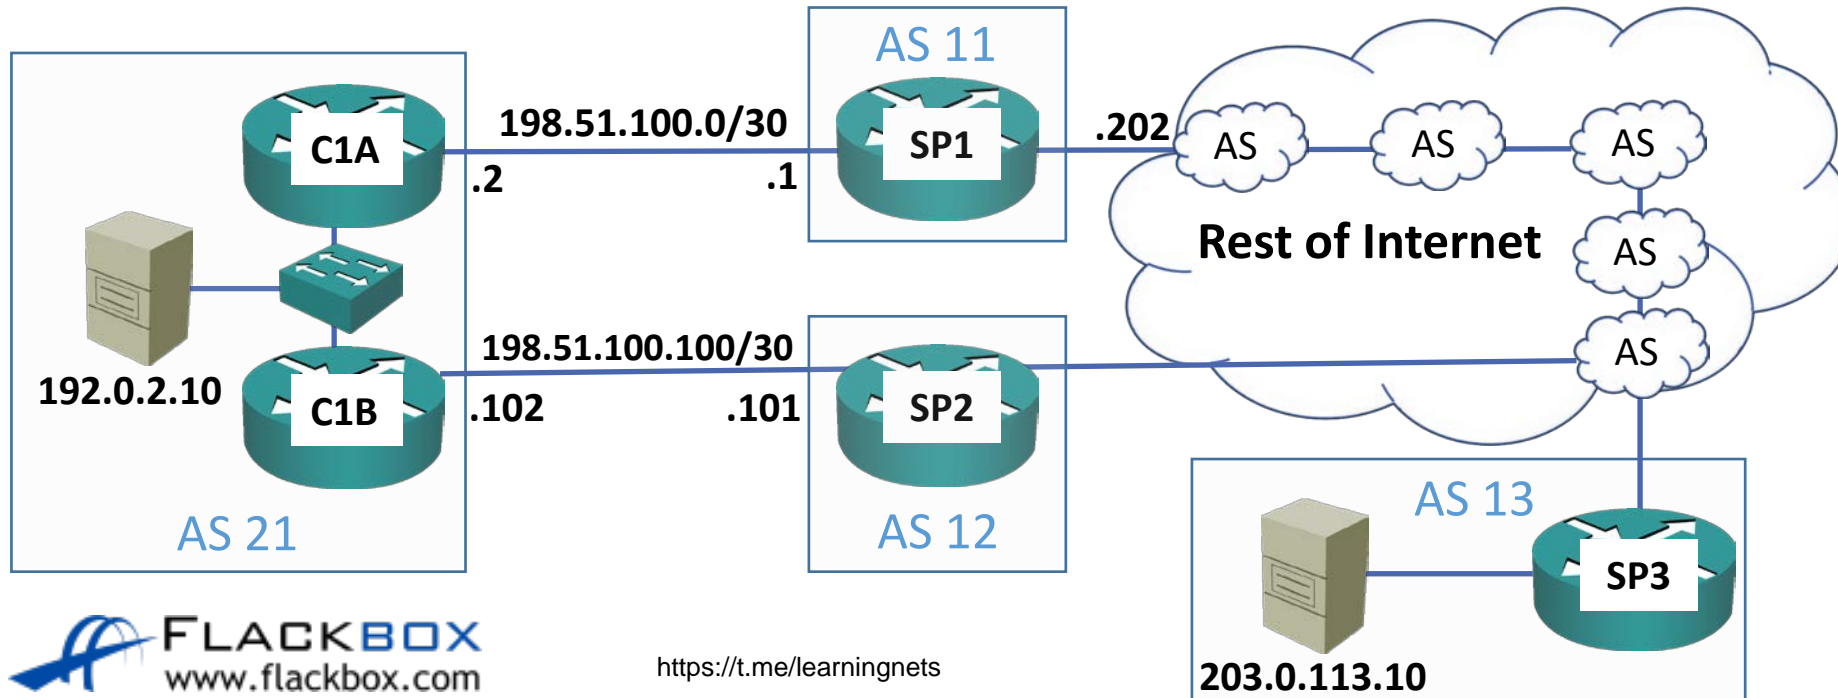 AS 11
198.51.100.0/30
.202
C1A
SP1
AS
AS
AS
.2
.1
Rest of Internet
AS
198.51.100.100/30
AS
192.0.2.10
C1B
.102
.101
SP2
AS 21
AS 12
AS 13
SP3
FLACKBOX
www.flackbox.com
https://t.me/learningnets
203.0.113.10